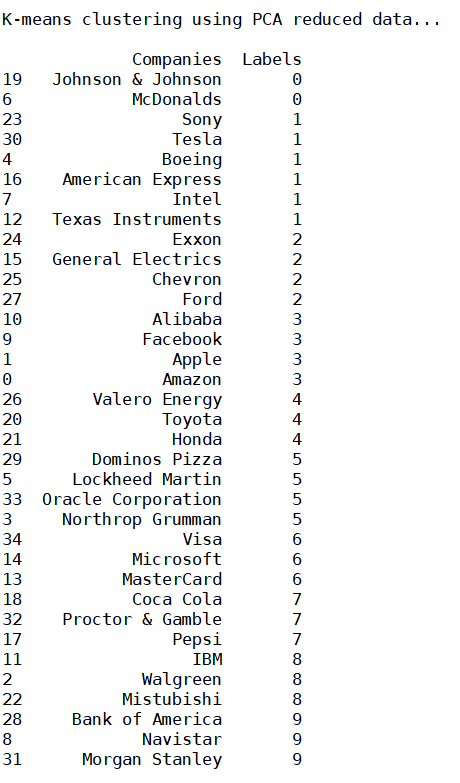 K-means clustering using PCA reduced data...
Companies Labels
19 Johnson & Johnson 0
6 McDonalds 0
23 Sony 1
30 Tesla 1
4 Boeing 1
16 American Express 1
7 Intel 1
12 Texas Instruments 1
24 Exxon 2
15 General Electrics 2
25 Chevron 2
27 Ford 2
10 Alibaba 3
9 Facebook 3
1 Apple 3
0 Amazon 3
26 Valero Energy 4
20 Toyota 4
21 Honda 4
29 Dominos Pizza 5
5 Lockheed Martin 5
33 Oracle Corporation 5
3 Northrop Grumman 5
34 Visa 6
14 Microsoft 6
13 MasterCard 6
18 Coca Cola 7
32 Proctor & Gamble 7
17 Pepsi 7
11 IBM 8
2 Walgreen 8
22 Mistubishi 8
28 Bank of America 9
8 Navistar 9
31 Morgan Stanley 9